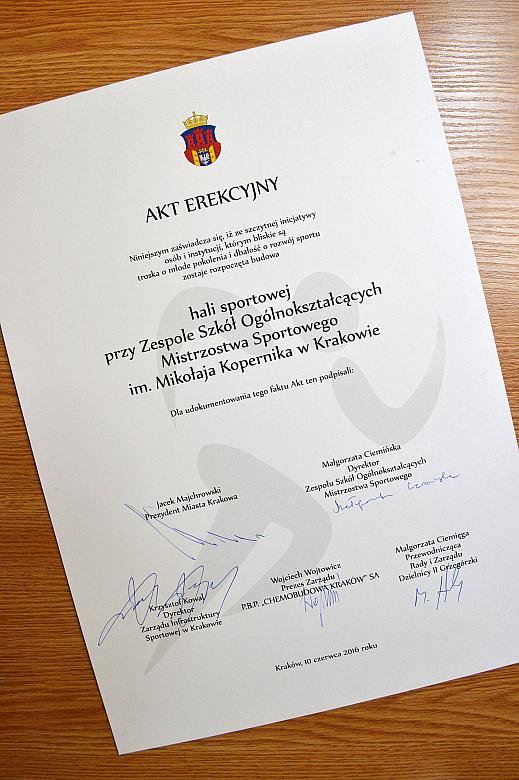 AKT EREKCYJNY
Niniejszym zaświadcza się, iż ze szczytnej inicjatywy
osób i instytucji, którym bliskie są
troska o młode pokolenia i dbałość o rozwój sportu
zostaje rozpoczęta budowa
hali sportowej
przy Zespole Szkół Ogólnokształcących
Mistrzostwa Sportowego
im. Mikołaja Kopernika w Krakowie
Dla udokumentowania tego faktu Akt ten podpisali:
Jacek Majchrowski
Prezydent Miasta Krakowa
Małgorzata Ciemińska
Dyrektor
Zespołu Szkół Ogólnokształcących
Mistrzostwa Sportowego
Krzysztof Kowal
Dyrektor
Zarządu Infrastruktury
Sportowej w Krakowie
Wojciech Wojtowicz
Prezes Zarządu
P.B.P. „CHEMOBUDOWA KRAKÓW” SA
Małgorzata Ciemięga
Przewodnicząca
Rady i Zarządu
Dzielnicy II Grzegórzki
Kraków, 10 czerwca 2016 roku